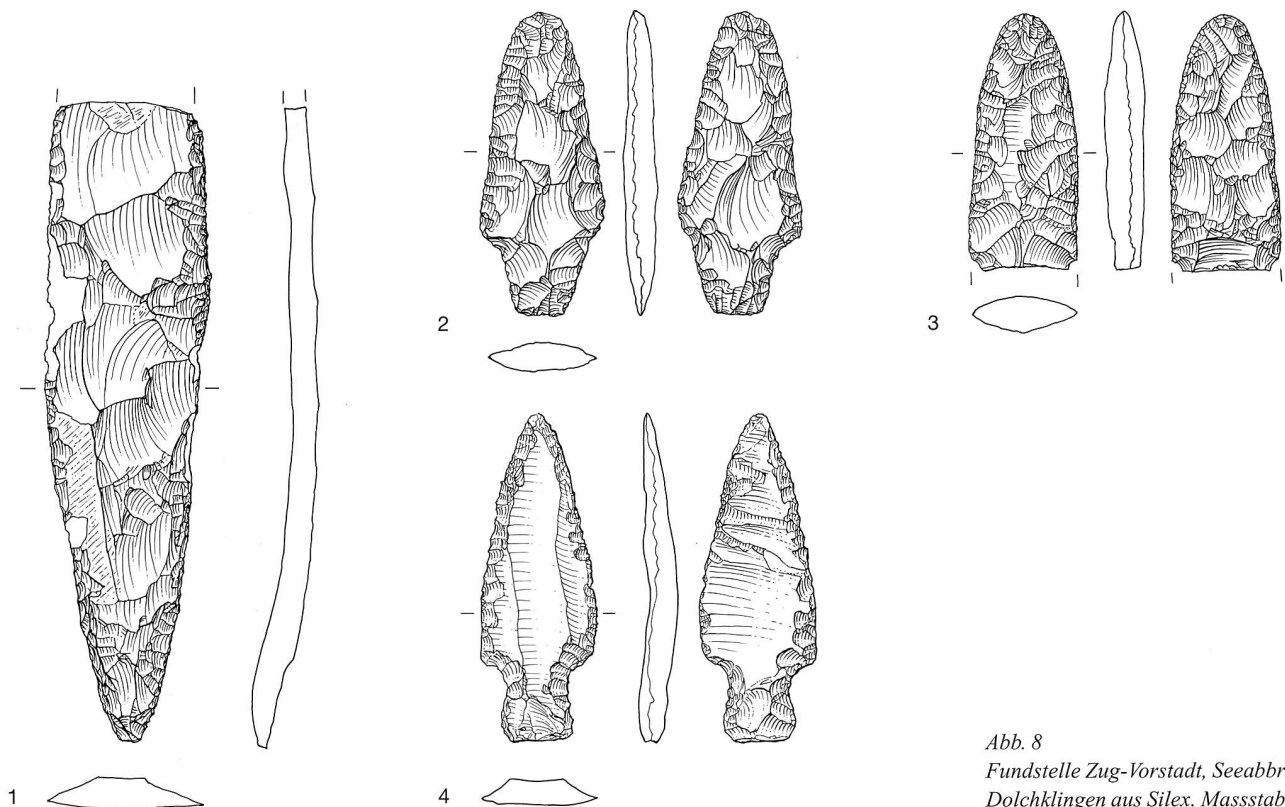 2
3
1
4
Abb. 8
Fundstelle Zug-Vorstadt, Seeabbr
Dolchklingen aus Silex. Massstab